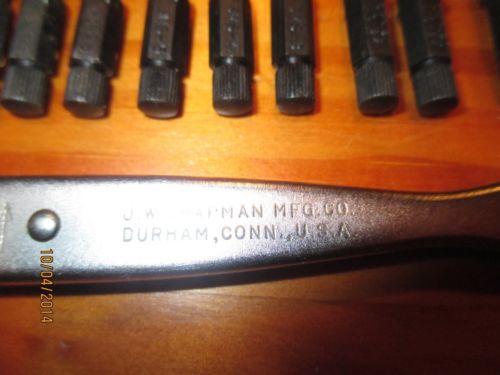 J.W. CHAPMAN MFG. CO.
DURHAM, CONN., U.S.A.
10/04/2014